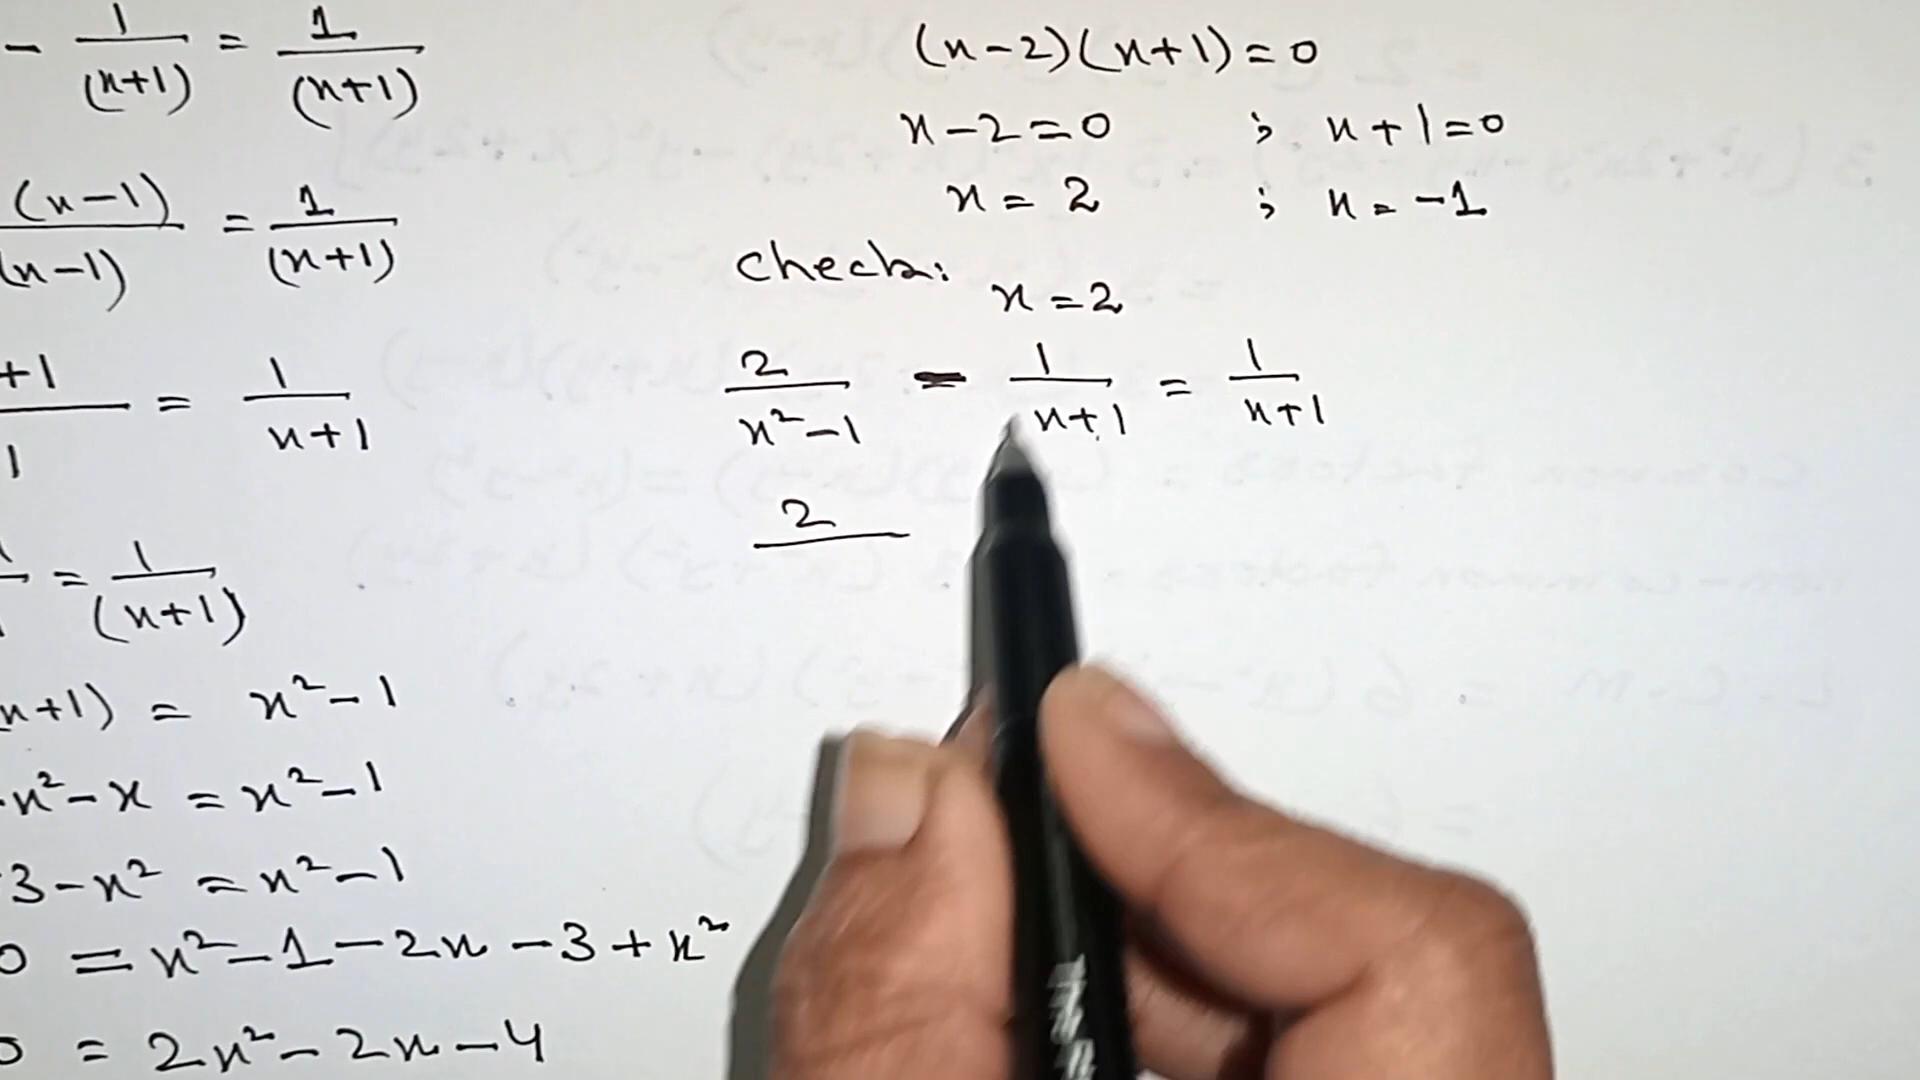 - 1/(x+1) = 1/(x+1)
(x-1)/(x-1) = 1/(x+1)
+1/1 = 1/x+1
= 1/(x+1)
x+1) = x²-1
x²-x = x²-1
3-x² = x²-1
0 = x²-1-2x-3+x²
0 = 2x²-2x-4
(x-2)(x+1)=0
x-2=0 ; x+1=0
x = 2 ; x = -1
Check:
x=2
2/x²-1 - 1/x+1 = 1/x+1
2